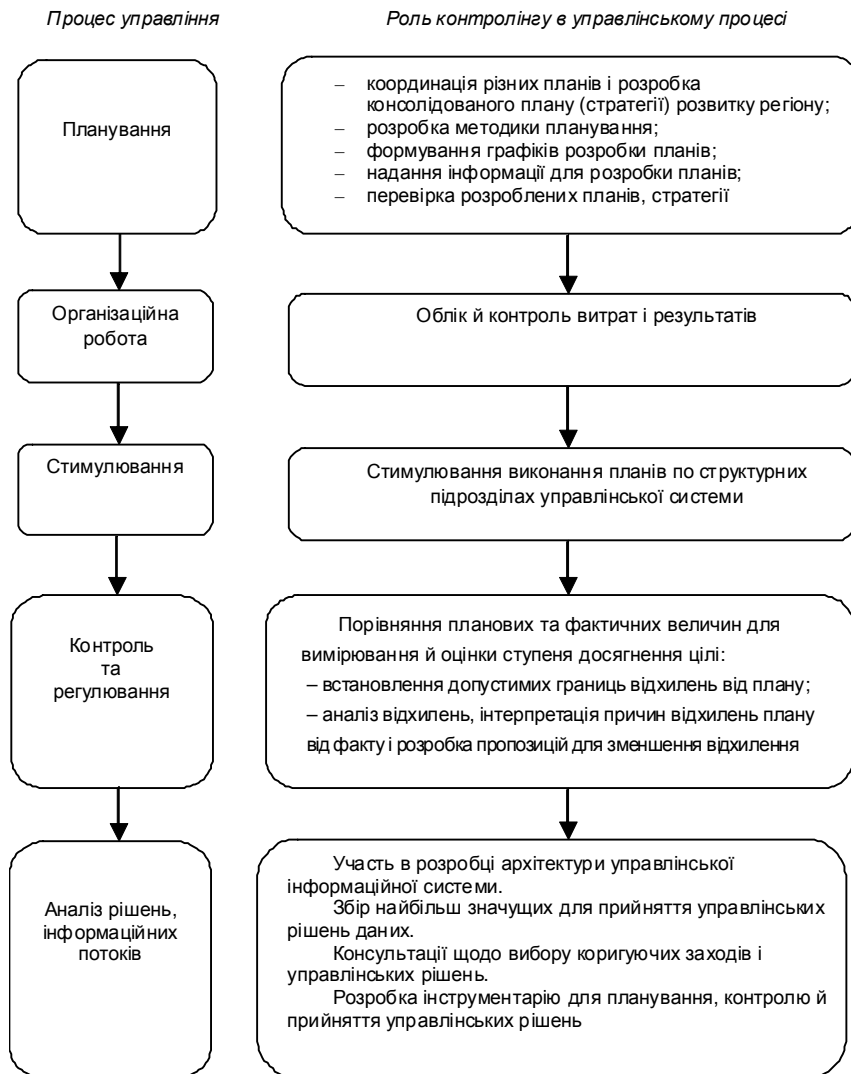 Процес управління
Роль контролінгу в управлінському процесі
Планування
– координація різних планів і розробка
консолідованого плану (стратегії) розвитку регіону;
– розробка методики планування;
– формування графіків розробки планів;
– надання інформації для розробки планів;
– перевірка розроблених планів, стратегії
Організаційна
робота
Облік й контроль витрат і результатів
Стимулювання
Стимулювання виконання планів по структурних
підрозділах управлінської системи
Контроль
та
регулювання
Порівняння планових та фактичних величин для
вимірювання й оцінки ступеня досягнення цілі:
– встановлення допустимих границь відхилень від плану;
– аналіз відхилень, інтерпретація причин відхилень плану
від факту і розробка пропозицій для зменшення відхилення
Аналіз рішень,
інформаційних
потоків
Участь в розробці архітектури управлінської
інформаційної системи.
Збір найбільш значущих для прийняття управлінських
рішень даних.
Консультації щодо вибору коригуючих заходів і
управлінських рішень.
Розробка інструментарію для планування, контролю й
прийняття управлінських рішень